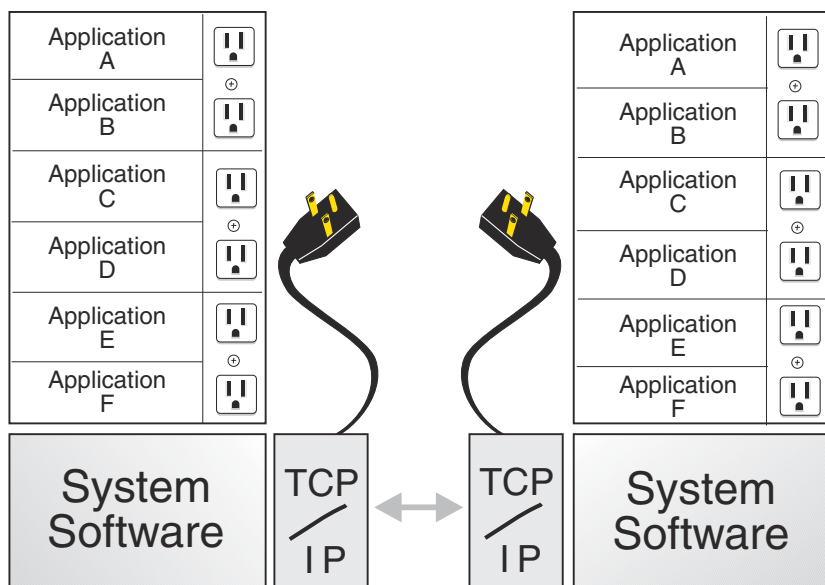 Application
A
Application
B
Application
C
Application
D
Application
E
Application
F
System
Software
TCP
/
IP
TCP
/
IP
Application
A
Application
B
Application
C
Application
D
Application
E
Application
F
System
Software